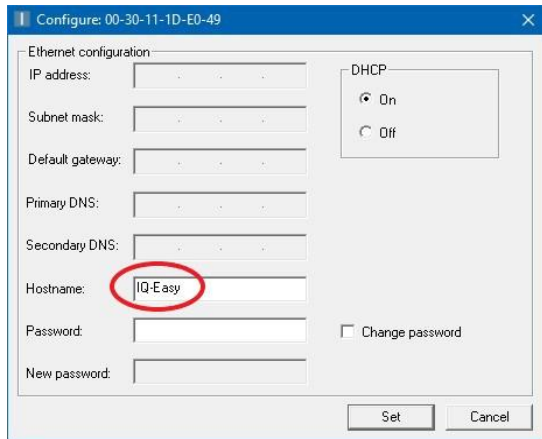 Configure: 00-30-11-1D-E0-49
Ethernet configuration
IP address:
DHCP
On
Off
Subnet mask:
Default gateway:
Primary DNS:
Secondary DNS:
Hostname: IQ-Easy
Password:
Change password
New password:
Set Cancel